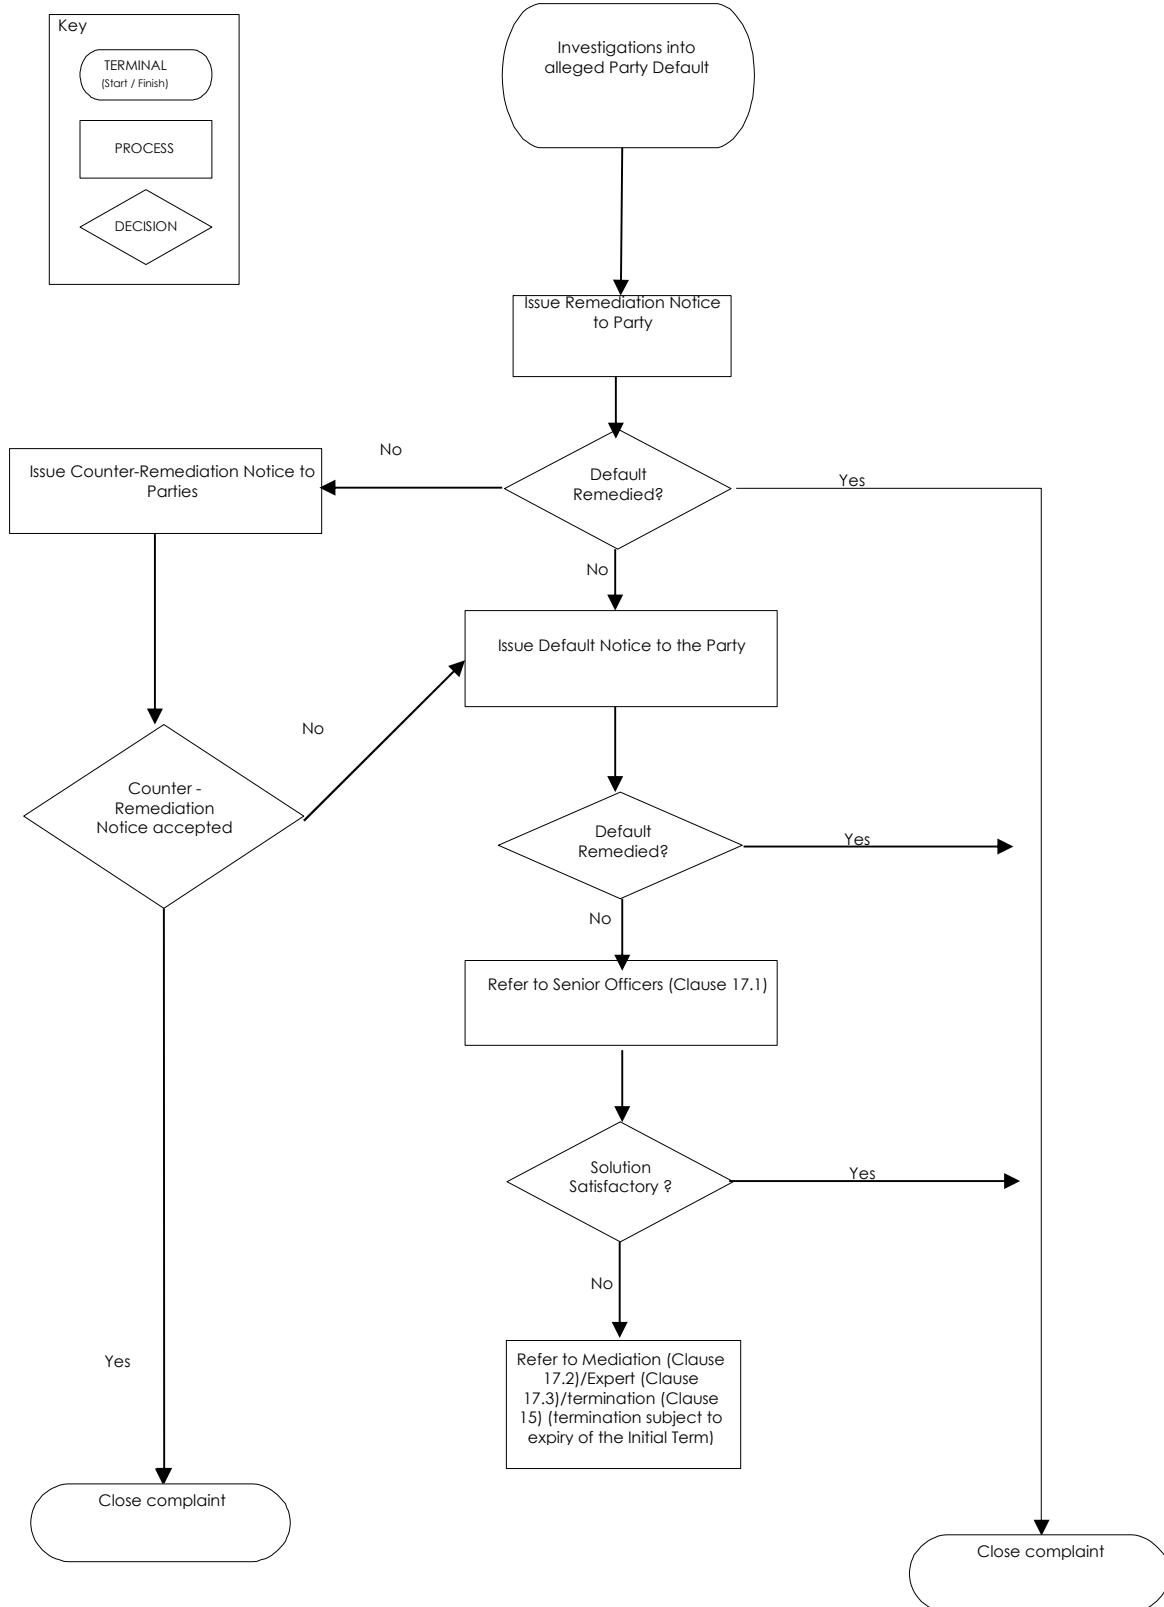 Key
TERMINAL
(Start / Finish)
PROCESS
DECISION
Investigations into
alleged Party Default
Issue Remediation Notice
to Party
No
Issue Counter-Remediation Notice to
Parties
Default
Remedied?
Yes
No
Issue Default Notice to the Party
No
Counter -
Remediation
Notice accepted
Default
Remedied?
Yes
No
Refer to Senior Officers (Clause 17.1)
Solution
Satisfactory ?
Yes
No
Refer to Mediation (Clause
17.2)/Expert (Clause
17.3)/termination (Clause
15) (termination subject to
expiry of the Initial Term)
Yes
Close complaint
Close complaint